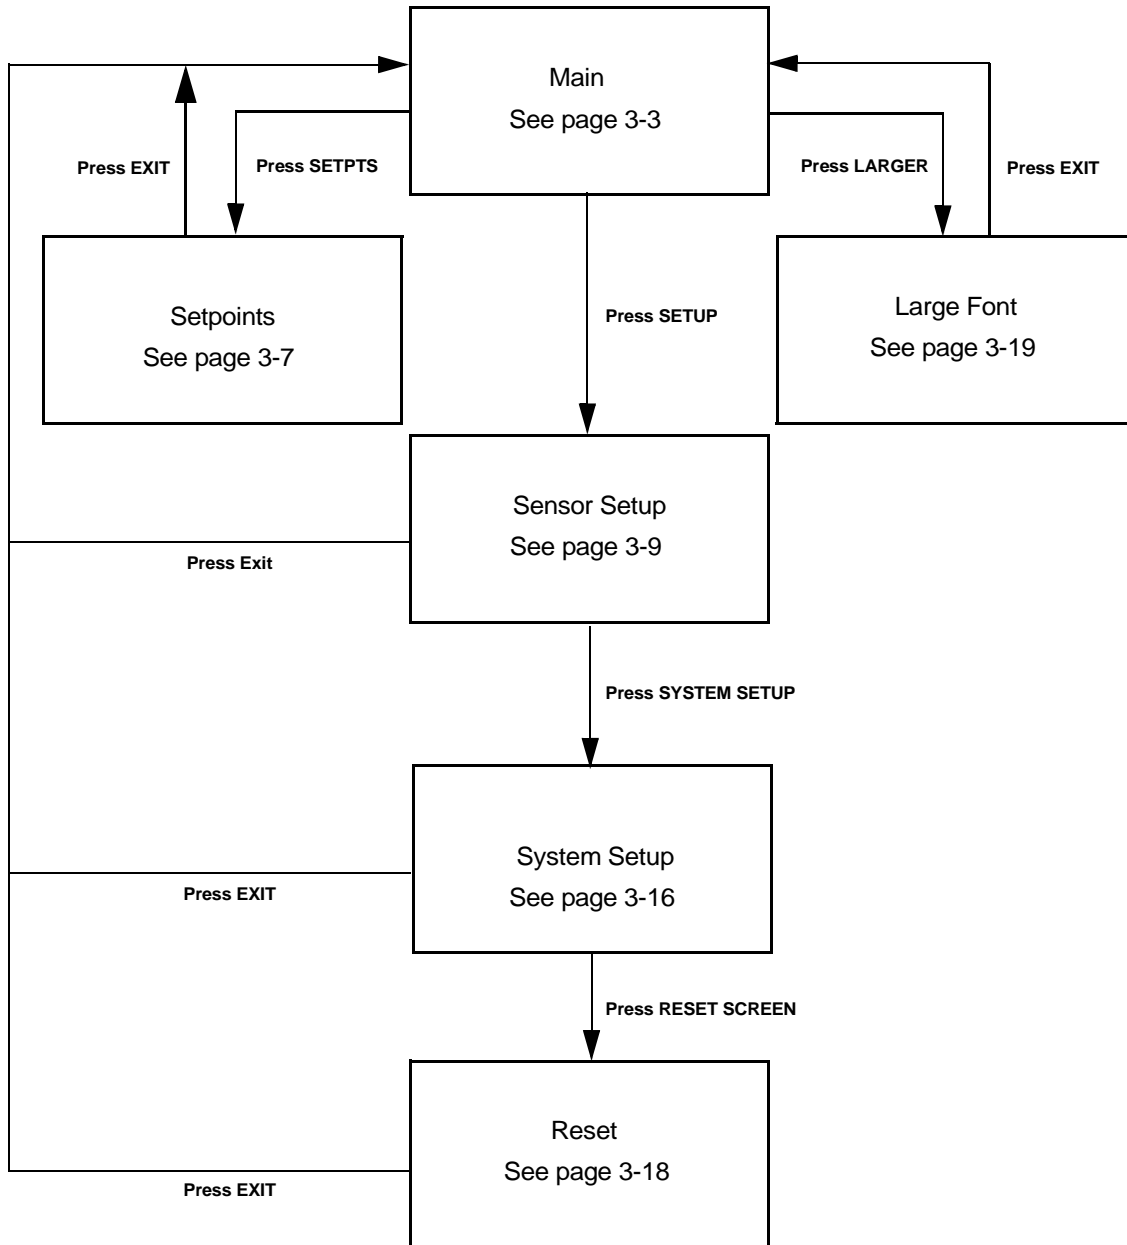 Main
See page 3-3
Press EXIT
Press SETPTS
Press LARGER
Press EXIT
Setpoints
See page 3-7
Press SETUP
Large Font
See page 3-19
Sensor Setup
See page 3-9
Press Exit
Press SYSTEM SETUP
System Setup
See page 3-16
Press EXIT
Press RESET SCREEN
Reset
See page 3-18
Press EXIT